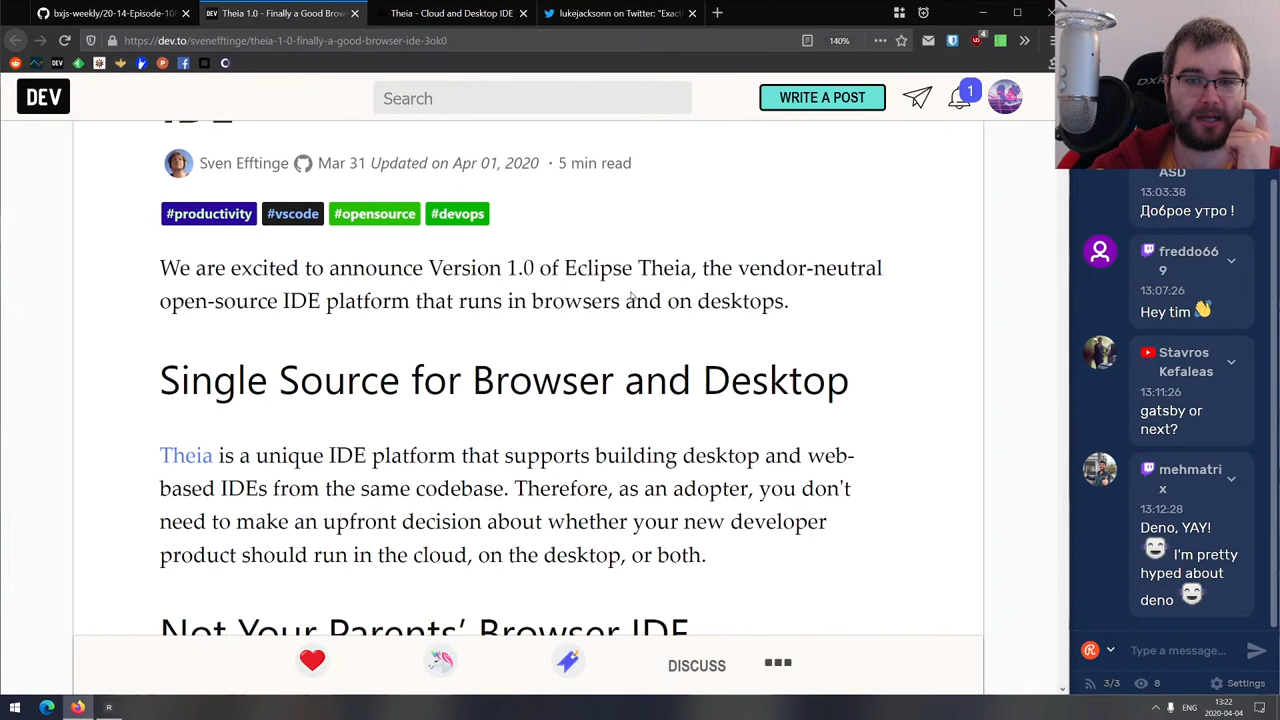 bxjs-weekly/20-14-Episode-10
Theia 1.0 - Finally a Good Brow
Theia - Cloud and Desktop IDE
lukejacksonn on Twitter: "Exact
https://dev.to/svenefftinge/theia-1-0-finally-a-good-browser-ide-3ok0
140%
DEV
Search
WRITE A POST
1
IDE
Sven Efftinge
Mar 31 Updated on Apr 01, 2020 · 5 min read
#productivity #vscode #opensource #devops
We are excited to announce Version 1.0 of Eclipse Theia, the vendor-neutral
open-source IDE platform that runs in browsers and on desktops.
Single Source for Browser and Desktop
Theia is a unique IDE platform that supports building desktop and web-
based IDEs from the same codebase. Therefore, as an adopter, you don't
need to make an upfront decision about whether your new developer
product should run in the cloud, on the desktop, or both.
Not Your Parents’ Browser IDE
DISCUSS
ASD
13:03:38
Доброе утро !
freddo66
9
13:07:26
Hey tim
Stavros
Kefaleas
13:11:26
gatsby or
next?
mehmatri
x
13:12:28
Deno, YAY!
I'm pretty
hyped about
deno
Type a message...
3/3
8
Settings
ENG
13:22
2020-04-04